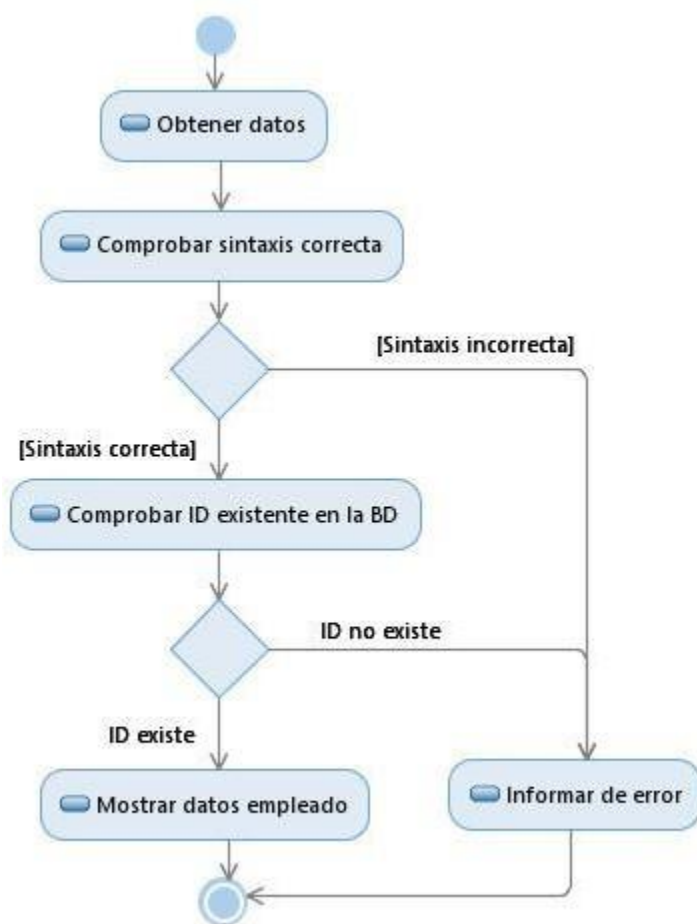 Obtener datos
Comprobar sintaxis correcta
[Sintaxis incorrecta]
[Sintaxis correcta]
Comprobar ID existente en la BD
ID no existe
ID existe
Mostrar datos empleado
Informar de error